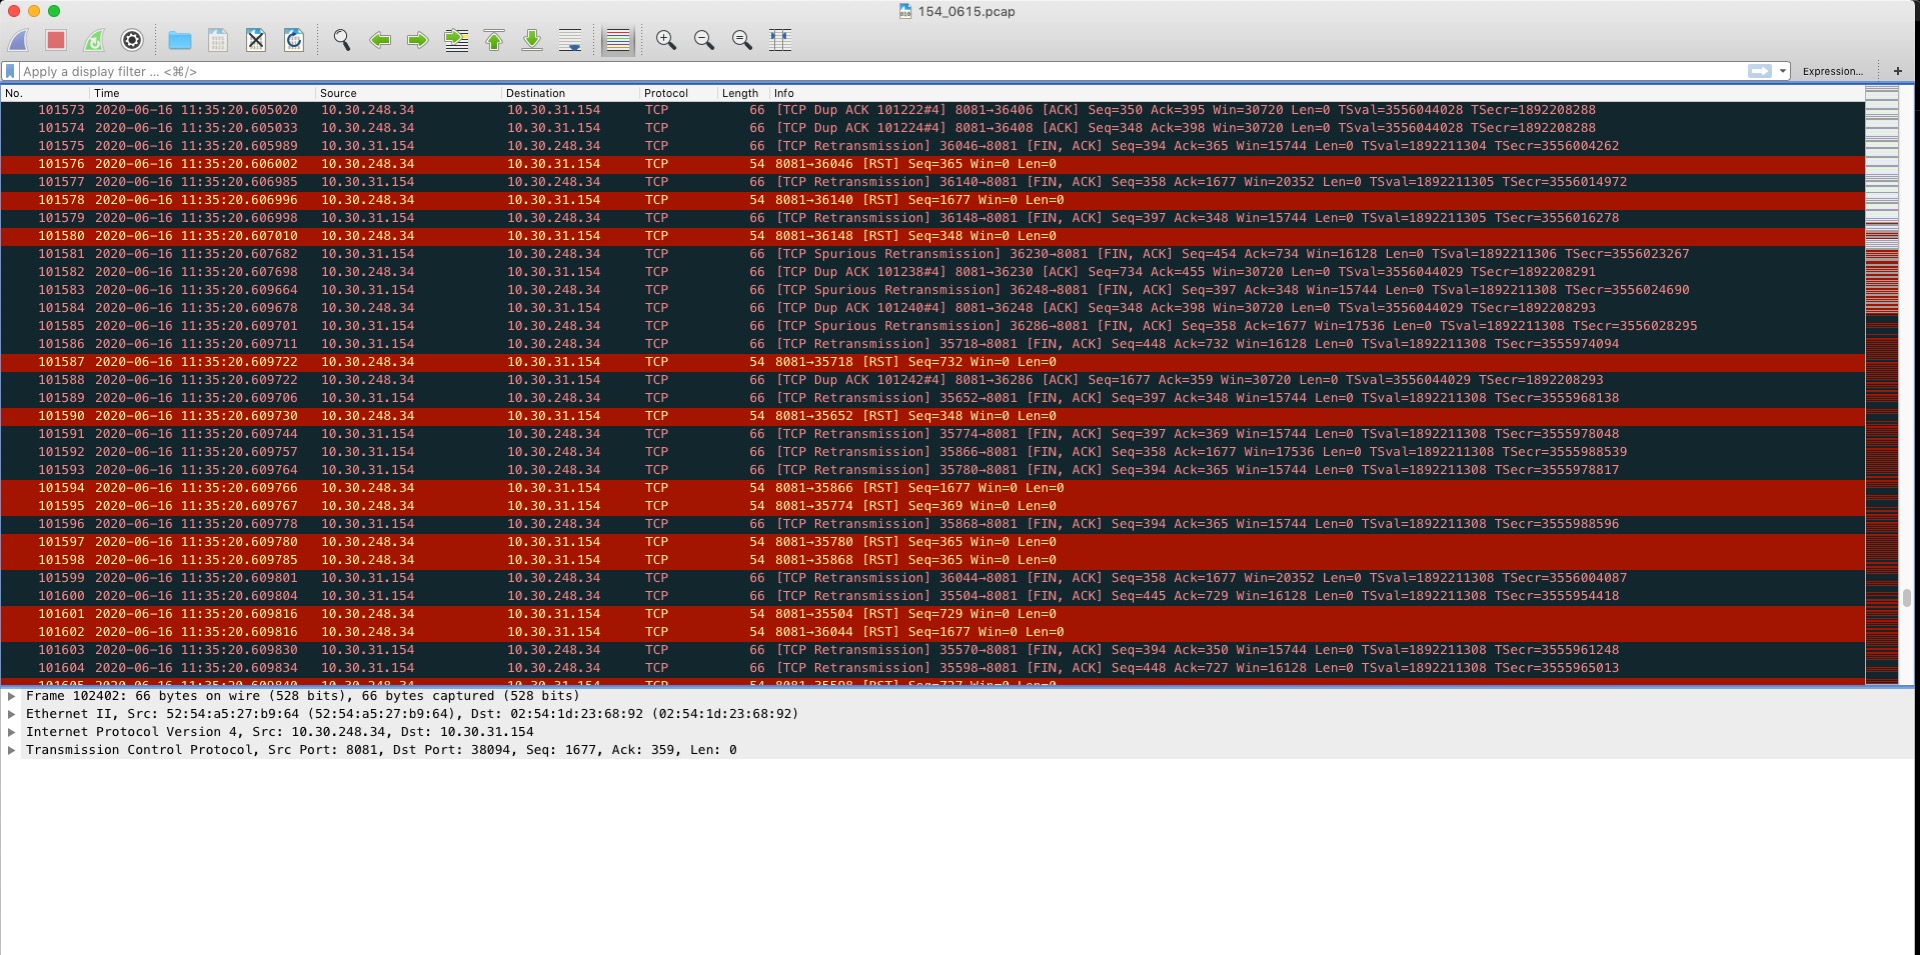 154_0615.pcap
Apply a display filter ... <⌘/>
Expression...
+
No. Time Source Destination Protocol Length Info
101573 2020-06-16 11:35:20.605020 10.30.248.34 10.30.31.154 TCP 66 [TCP Dup ACK 101222#4] 8081→36406 [ACK] Seq=350 Ack=395 Win=30720 Len=0 TSval=3556044028 TSecr=1892208288
101574 2020-06-16 11:35:20.605033 10.30.248.34 10.30.31.154 TCP 66 [TCP Dup ACK 101224#4] 8081→36408 [ACK] Seq=348 Ack=398 Win=30720 Len=0 TSval=3556044028 TSecr=1892208288
101575 2020-06-16 11:35:20.605989 10.30.31.154 10.30.248.34 TCP 66 [TCP Retransmission] 36046→8081 [FIN, ACK] Seq=394 Ack=365 Win=15744 Len=0 TSval=1892211304 TSecr=3556004262
101576 2020-06-16 11:35:20.606002 10.30.248.34 10.30.31.154 TCP 54 8081→36046 [RST] Seq=365 Win=0 Len=0
101577 2020-06-16 11:35:20.606985 10.30.31.154 10.30.248.34 TCP 66 [TCP Retransmission] 36140→8081 [FIN, ACK] Seq=358 Ack=1677 Win=20352 Len=0 TSval=1892211305 TSecr=3556014972
101578 2020-06-16 11:35:20.606996 10.30.248.34 10.30.31.154 TCP 54 8081→36140 [RST] Seq=1677 Win=0 Len=0
101579 2020-06-16 11:35:20.606998 10.30.31.154 10.30.248.34 TCP 66 [TCP Retransmission] 36148→8081 [FIN, ACK] Seq=397 Ack=348 Win=15744 Len=0 TSval=1892211305 TSecr=3556016278
101580 2020-06-16 11:35:20.607010 10.30.248.34 10.30.31.154 TCP 54 8081→36148 [RST] Seq=348 Win=0 Len=0
101581 2020-06-16 11:35:20.607682 10.30.31.154 10.30.248.34 TCP 66 [TCP Spurious Retransmission] 36230→8081 [FIN, ACK] Seq=454 Ack=734 Win=16128 Len=0 TSval=1892211306 TSecr=3556023267
101582 2020-06-16 11:35:20.607698 10.30.248.34 10.30.31.154 TCP 66 [TCP Dup ACK 101238#4] 8081→36230 [ACK] Seq=734 Ack=455 Win=30720 Len=0 TSval=3556044029 TSecr=1892208291
101583 2020-06-16 11:35:20.609664 10.30.31.154 10.30.248.34 TCP 66 [TCP Spurious Retransmission] 36248→8081 [FIN, ACK] Seq=397 Ack=348 Win=15744 Len=0 TSval=1892211308 TSecr=3556024690
101584 2020-06-16 11:35:20.609678 10.30.248.34 10.30.31.154 TCP 66 [TCP Dup ACK 101240#4] 8081→36248 [ACK] Seq=348 Ack=398 Win=30720 Len=0 TSval=3556044029 TSecr=1892208293
101585 2020-06-16 11:35:20.609701 10.30.31.154 10.30.248.34 TCP 66 [TCP Spurious Retransmission] 36286→8081 [FIN, ACK] Seq=358 Ack=1677 Win=17536 Len=0 TSval=1892211308 TSecr=3556028295
101586 2020-06-16 11:35:20.609711 10.30.31.154 10.30.248.34 TCP 66 [TCP Retransmission] 35718→8081 [FIN, ACK] Seq=448 Ack=732 Win=16128 Len=0 TSval=1892211308 TSecr=3555974094
101587 2020-06-16 11:35:20.609722 10.30.248.34 10.30.31.154 TCP 54 8081→35718 [RST] Seq=732 Win=0 Len=0
101588 2020-06-16 11:35:20.609722 10.30.248.34 10.30.31.154 TCP 66 [TCP Dup ACK 101242#4] 8081→36286 [ACK] Seq=1677 Ack=359 Win=30720 Len=0 TSval=3556044029 TSecr=1892208293
101589 2020-06-16 11:35:20.609706 10.30.31.154 10.30.248.34 TCP 66 [TCP Retransmission] 35652→8081 [FIN, ACK] Seq=397 Ack=348 Win=15744 Len=0 TSval=1892211308 TSecr=3555968138
101590 2020-06-16 11:35:20.609730 10.30.248.34 10.30.31.154 TCP 54 8081→35652 [RST] Seq=348 Win=0 Len=0
101591 2020-06-16 11:35:20.609744 10.30.31.154 10.30.248.34 TCP 66 [TCP Retransmission] 35774→8081 [FIN, ACK] Seq=397 Ack=369 Win=15744 Len=0 TSval=1892211308 TSecr=3555978048
101592 2020-06-16 11:35:20.609757 10.30.31.154 10.30.248.34 TCP 66 [TCP Retransmission] 35866→8081 [FIN, ACK] Seq=358 Ack=1677 Win=17536 Len=0 TSval=1892211308 TSecr=3555988539
101593 2020-06-16 11:35:20.609764 10.30.31.154 10.30.248.34 TCP 66 [TCP Retransmission] 35780→8081 [FIN, ACK] Seq=394 Ack=365 Win=15744 Len=0 TSval=1892211308 TSecr=3555978817
101594 2020-06-16 11:35:20.609766 10.30.248.34 10.30.31.154 TCP 54 8081→35866 [RST] Seq=1677 Win=0 Len=0
101595 2020-06-16 11:35:20.609767 10.30.248.34 10.30.31.154 TCP 54 8081→35774 [RST] Seq=369 Win=0 Len=0
101596 2020-06-16 11:35:20.609778 10.30.31.154 10.30.248.34 TCP 66 [TCP Retransmission] 35868→8081 [FIN, ACK] Seq=394 Ack=365 Win=15744 Len=0 TSval=1892211308 TSecr=3555988596
101597 2020-06-16 11:35:20.609780 10.30.248.34 10.30.31.154 TCP 54 8081→35780 [RST] Seq=365 Win=0 Len=0
101598 2020-06-16 11:35:20.609785 10.30.248.34 10.30.31.154 TCP 54 8081→35868 [RST] Seq=365 Win=0 Len=0
101599 2020-06-16 11:35:20.609801 10.30.31.154 10.30.248.34 TCP 66 [TCP Retransmission] 36044→8081 [FIN, ACK] Seq=358 Ack=1677 Win=20352 Len=0 TSval=1892211308 TSecr=3556004087
101600 2020-06-16 11:35:20.609804 10.30.31.154 10.30.248.34 TCP 66 [TCP Retransmission] 35504→8081 [FIN, ACK] Seq=445 Ack=729 Win=16128 Len=0 TSval=1892211308 TSecr=3555954418
101601 2020-06-16 11:35:20.609816 10.30.248.34 10.30.31.154 TCP 54 8081→35504 [RST] Seq=729 Win=0 Len=0
101602 2020-06-16 11:35:20.609816 10.30.248.34 10.30.31.154 TCP 54 8081→36044 [RST] Seq=1677 Win=0 Len=0
101603 2020-06-16 11:35:20.609830 10.30.31.154 10.30.248.34 TCP 66 [TCP Retransmission] 35570→8081 [FIN, ACK] Seq=394 Ack=350 Win=15744 Len=0 TSval=1892211308 TSecr=3555961248
101604 2020-06-16 11:35:20.609834 10.30.31.154 10.30.248.34 TCP 66 [TCP Retransmission] 35598→8081 [FIN, ACK] Seq=448 Ack=727 Win=16128 Len=0 TSval=1892211308 TSecr=3555965013
Frame 102402: 66 bytes on wire (528 bits), 66 bytes captured (528 bits)
Ethernet II, Src: 52:54:a5:27:b9:64 (52:54:a5:27:b9:64), Dst: 02:54:1d:23:68:92 (02:54:1d:23:68:92)
Internet Protocol Version 4, Src: 10.30.248.34, Dst: 10.30.31.154
Transmission Control Protocol, Src Port: 8081, Dst Port: 38094, Seq: 1677, Ack: 359, Len: 0